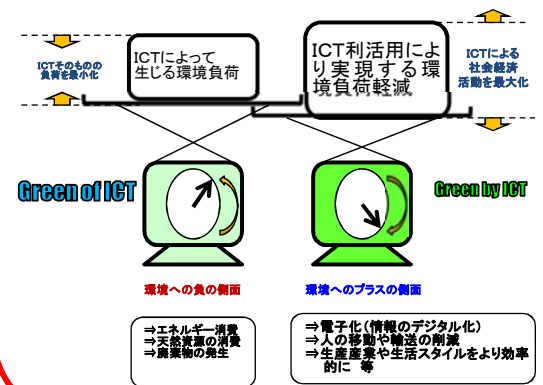 ICTそのものの
負荷を最小化
ICTによって
生じる環境負荷
ICT利活用によ
り実現する環
境負荷軽減
ICTによる
社会経済
活動を最大化
Green of ICT
Green by ICT
環境への負の側面
環境へのプラスの側面
⇒エネルギー消費
⇒天然資源の消費
⇒廃棄物の発生
⇒電子化（情報のデジタル化）
⇒人の移動や輸送の削減
⇒生産産業や生活スタイルをより効率
的に 等